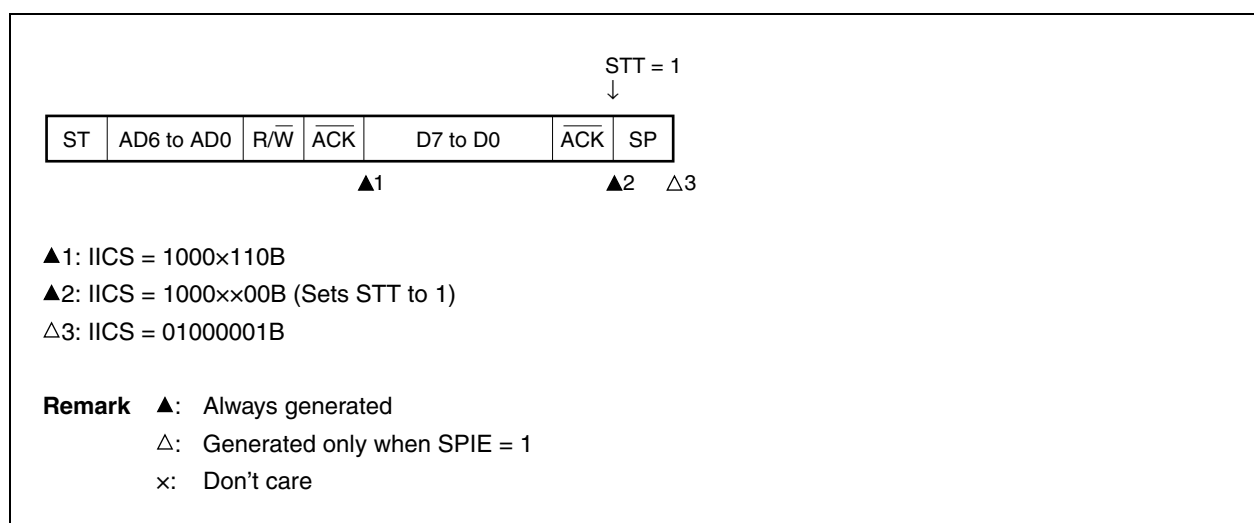 STT = 1
↓
ST AD6 to AD0 R/W̅ A̅C̅K̅ D7 to D0 A̅C̅K̅ SP
▲1 ▲2 △3
▲1: IICS = 1000×110B
▲2: IICS = 1000××00B (Sets STT to 1)
△3: IICS = 01000001B
Remark ▲: Always generated
△: Generated only when SPIE = 1
×: Don't care